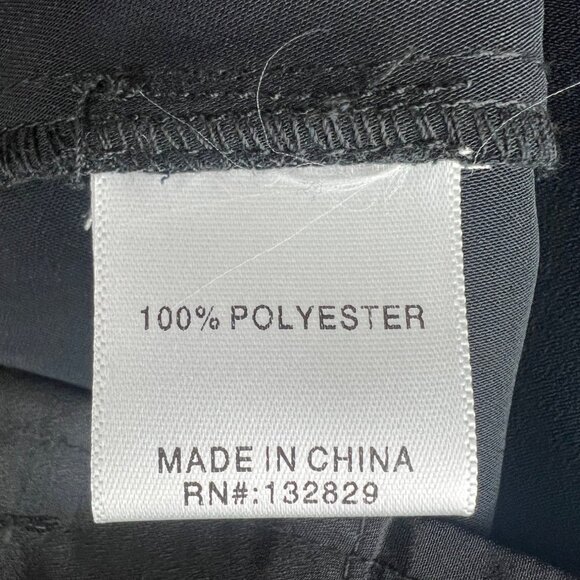 100% POLYESTER
MADE IN CHINA
RN#:132829